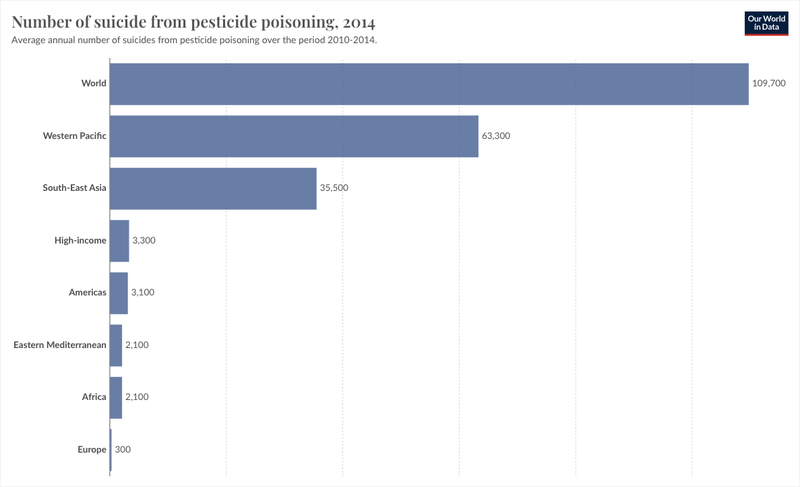 Number of suicide from pesticide poisoning, 2014
Average annual number of suicides from pesticide poisoning over the period 2010-2014.
Our World
in Data
World
109,700
Western Pacific
63,300
South-East Asia
35,500
High-income
3,300
Americas
3,100
Eastern Mediterranean
2,100
Africa
2,100
Europe
300